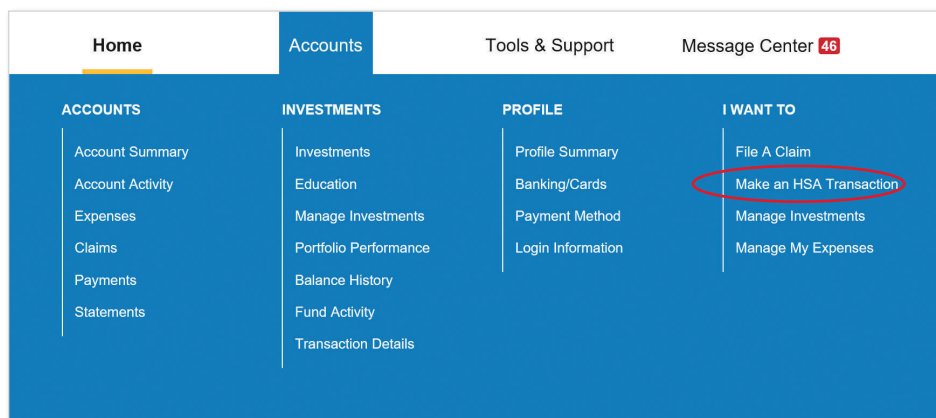 Home
Accounts
Tools & Support
Message Center 46
ACCOUNTS
Account Summary
Account Activity
Expenses
Claims
Payments
Statements
INVESTMENTS
Investments
Education
Manage Investments
Portfolio Performance
Balance History
Fund Activity
Transaction Details
PROFILE
Profile Summary
Banking/Cards
Payment Method
Login Information
I WANT TO
File A Claim
Make an HSA Transaction
Manage Investments
Manage My Expenses